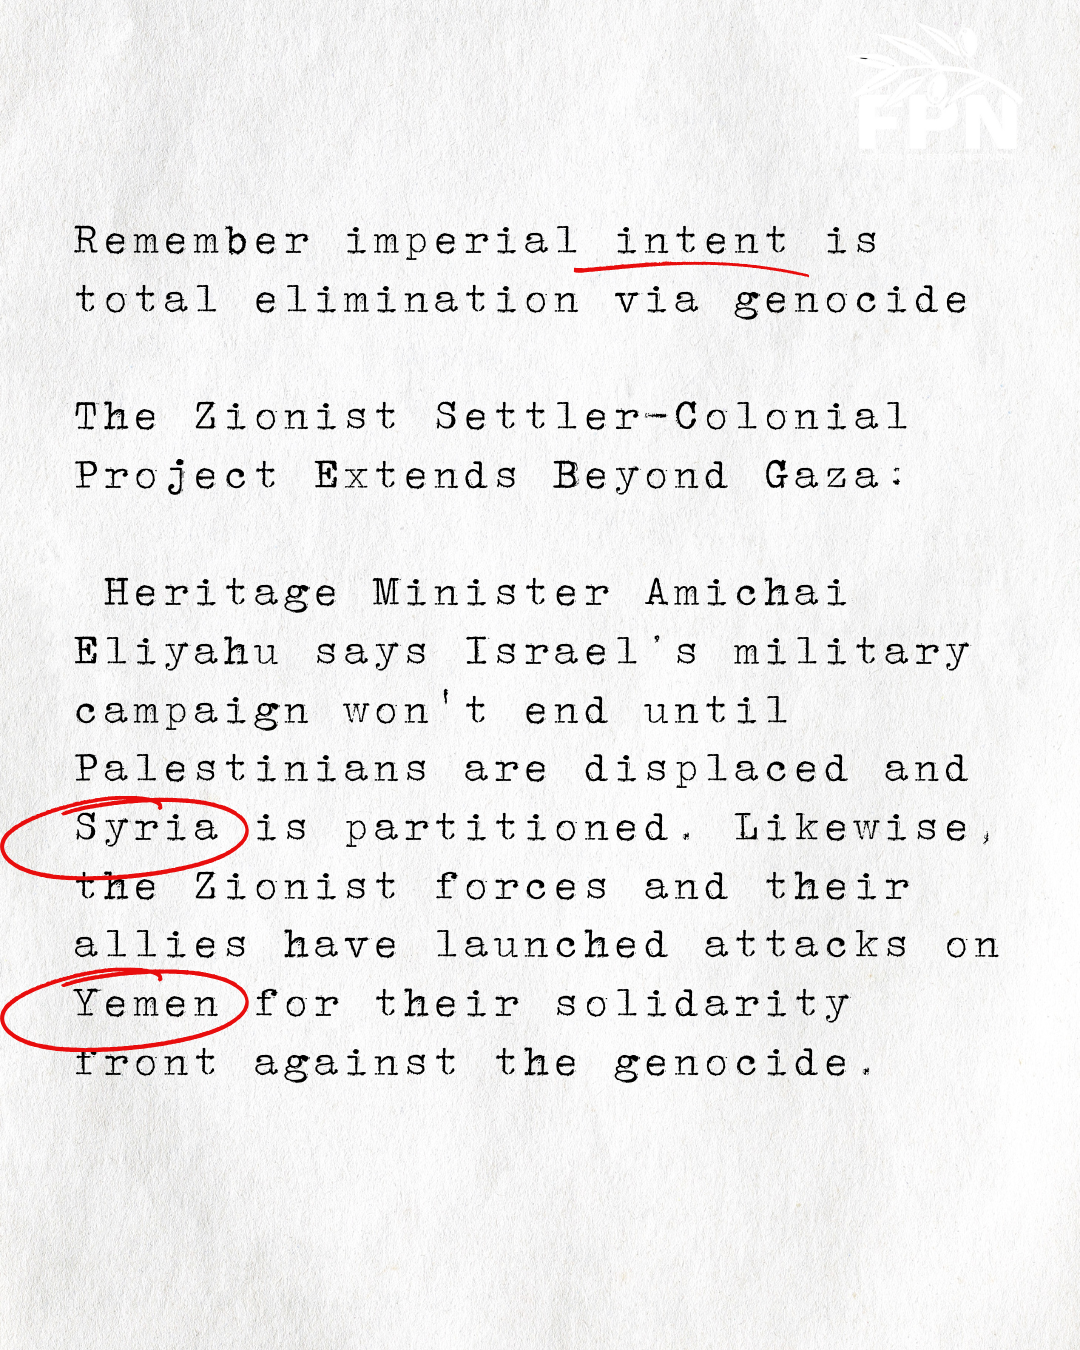 FPN
Remember imperial intent is
total elimination via genocide
The Zionist Settler-Colonial
Project Extends Beyond Gaza:
Heritage Minister Amichai
Eliyahu says Israel's military
campaign won't end until
Palestinians are displaced and
Syria is partitioned. Likewise,
the Zionist forces and their
allies have launched attacks on
Yemen for their solidarity
front against the genocide.